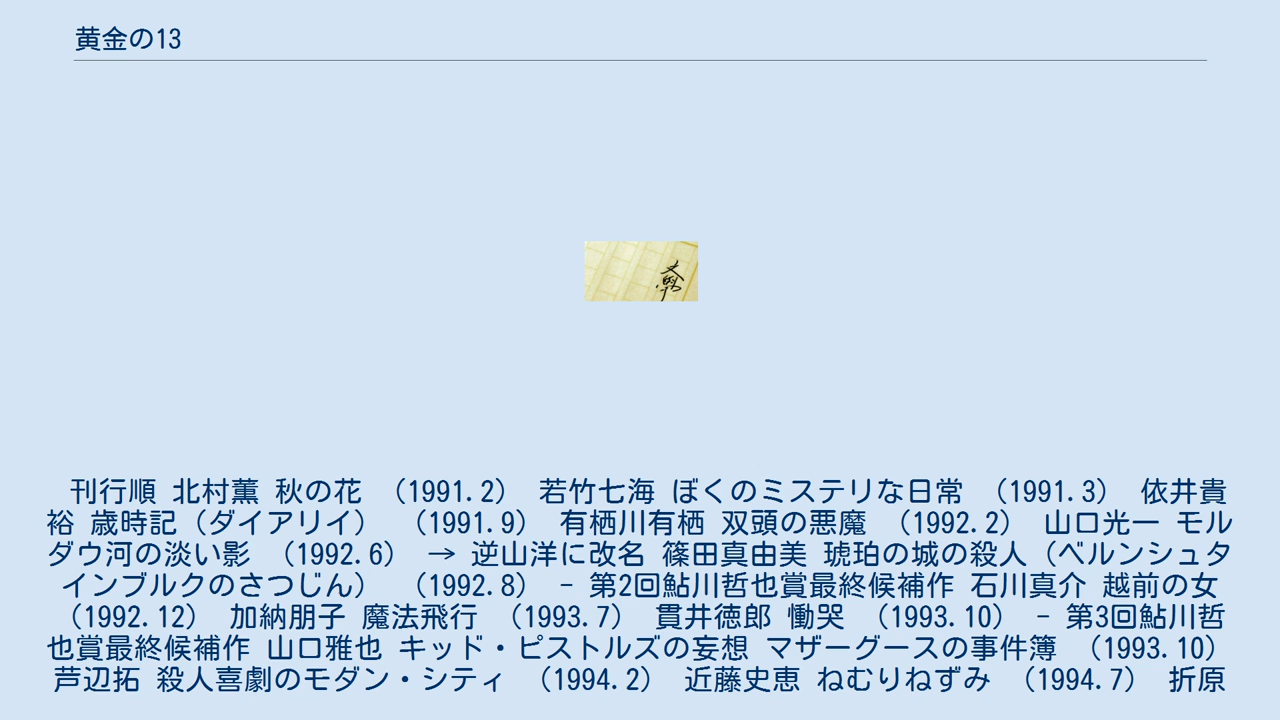 黄金の13
刊行順 北村薫 秋の花 （1991.2） 若竹七海 ぼくのミステリな日常 （1991.3） 依井貴
裕 歳時記（ダイアリイ） （1991.9） 有栖川有栖 双頭の悪魔 （1992.2） 山口光一 モル
ダウ河の淡い影 （1992.6） → 逆山洋に改名 篠田真由美 琥珀の城の殺人（ベルンシュタ
インブルクのさつじん） （1992.8） - 第2回鮎川哲也賞最終候補作 石川真介 越前の女
（1992.12） 加納朋子 魔法飛行 （1993.7） 貫井徳郎 慟哭 （1993.10） - 第3回鮎川哲
也賞最終候補作 山口雅也 キッド・ピストルズの妄想 マザーグースの事件簿 （1993.10）
芦辺拓 殺人喜劇のモダン・シティ （1994.2） 近藤史恵 ねむりねずみ （1994.7） 折原